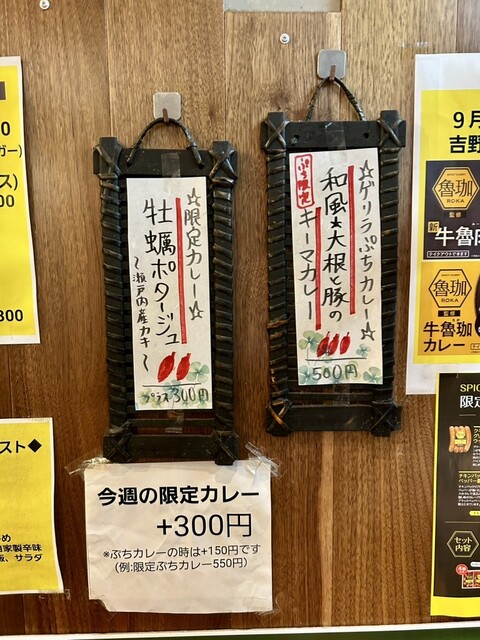 ☆限定カレー☆
牡蠣ポタージュ
～瀬戸内産カキ～
プラス300円
☆ゲリラぷちカレー☆
ぷち限定
和風★大根と豚の
キーマカレー
500円
今週の限定カレー
+300円
※ぷちカレーの時は+150円です
(例:限定ぷちカレー550円)
ガー)
ス)
00
300
スト◆
自家製辛味
飯、サラダ
9月
吉野
魯珈
ROKA
監修
新
魯珈
ROKA
監修
牛魯珈
カレー
SPIC
限定
セット
内容